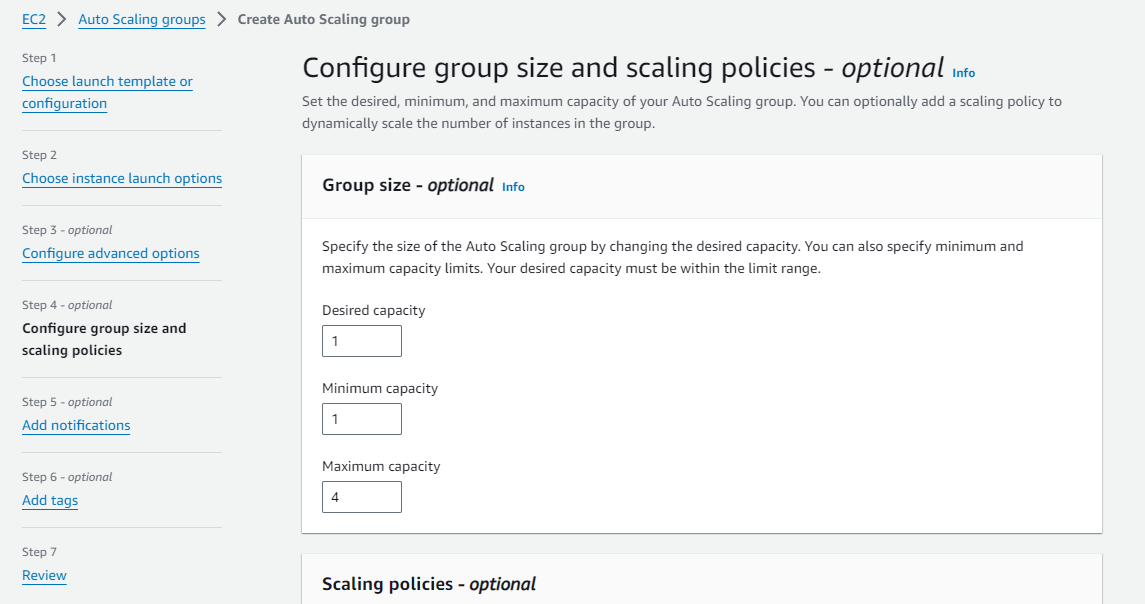 EC2 > Auto Scaling groups > Create Auto Scaling group
Step 1
Choose launch template or
configuration
Step 2
Choose instance launch options
Step 3 - optional
Configure advanced options
Step 4 - optional
Configure group size and
scaling policies
Step 5 - optional
Add notifications
Step 6 - optional
Add tags
Step 7
Review
Configure group size and scaling policies - optional Info
Set the desired, minimum, and maximum capacity of your Auto Scaling group. You can optionally add a scaling policy to
dynamically scale the number of instances in the group.
Group size - optional Info
Specify the size of the Auto Scaling group by changing the desired capacity. You can also specify minimum and
maximum capacity limits. Your desired capacity must be within the limit range.
Desired capacity
1
Minimum capacity
1
Maximum capacity
4
Scaling policies - optional